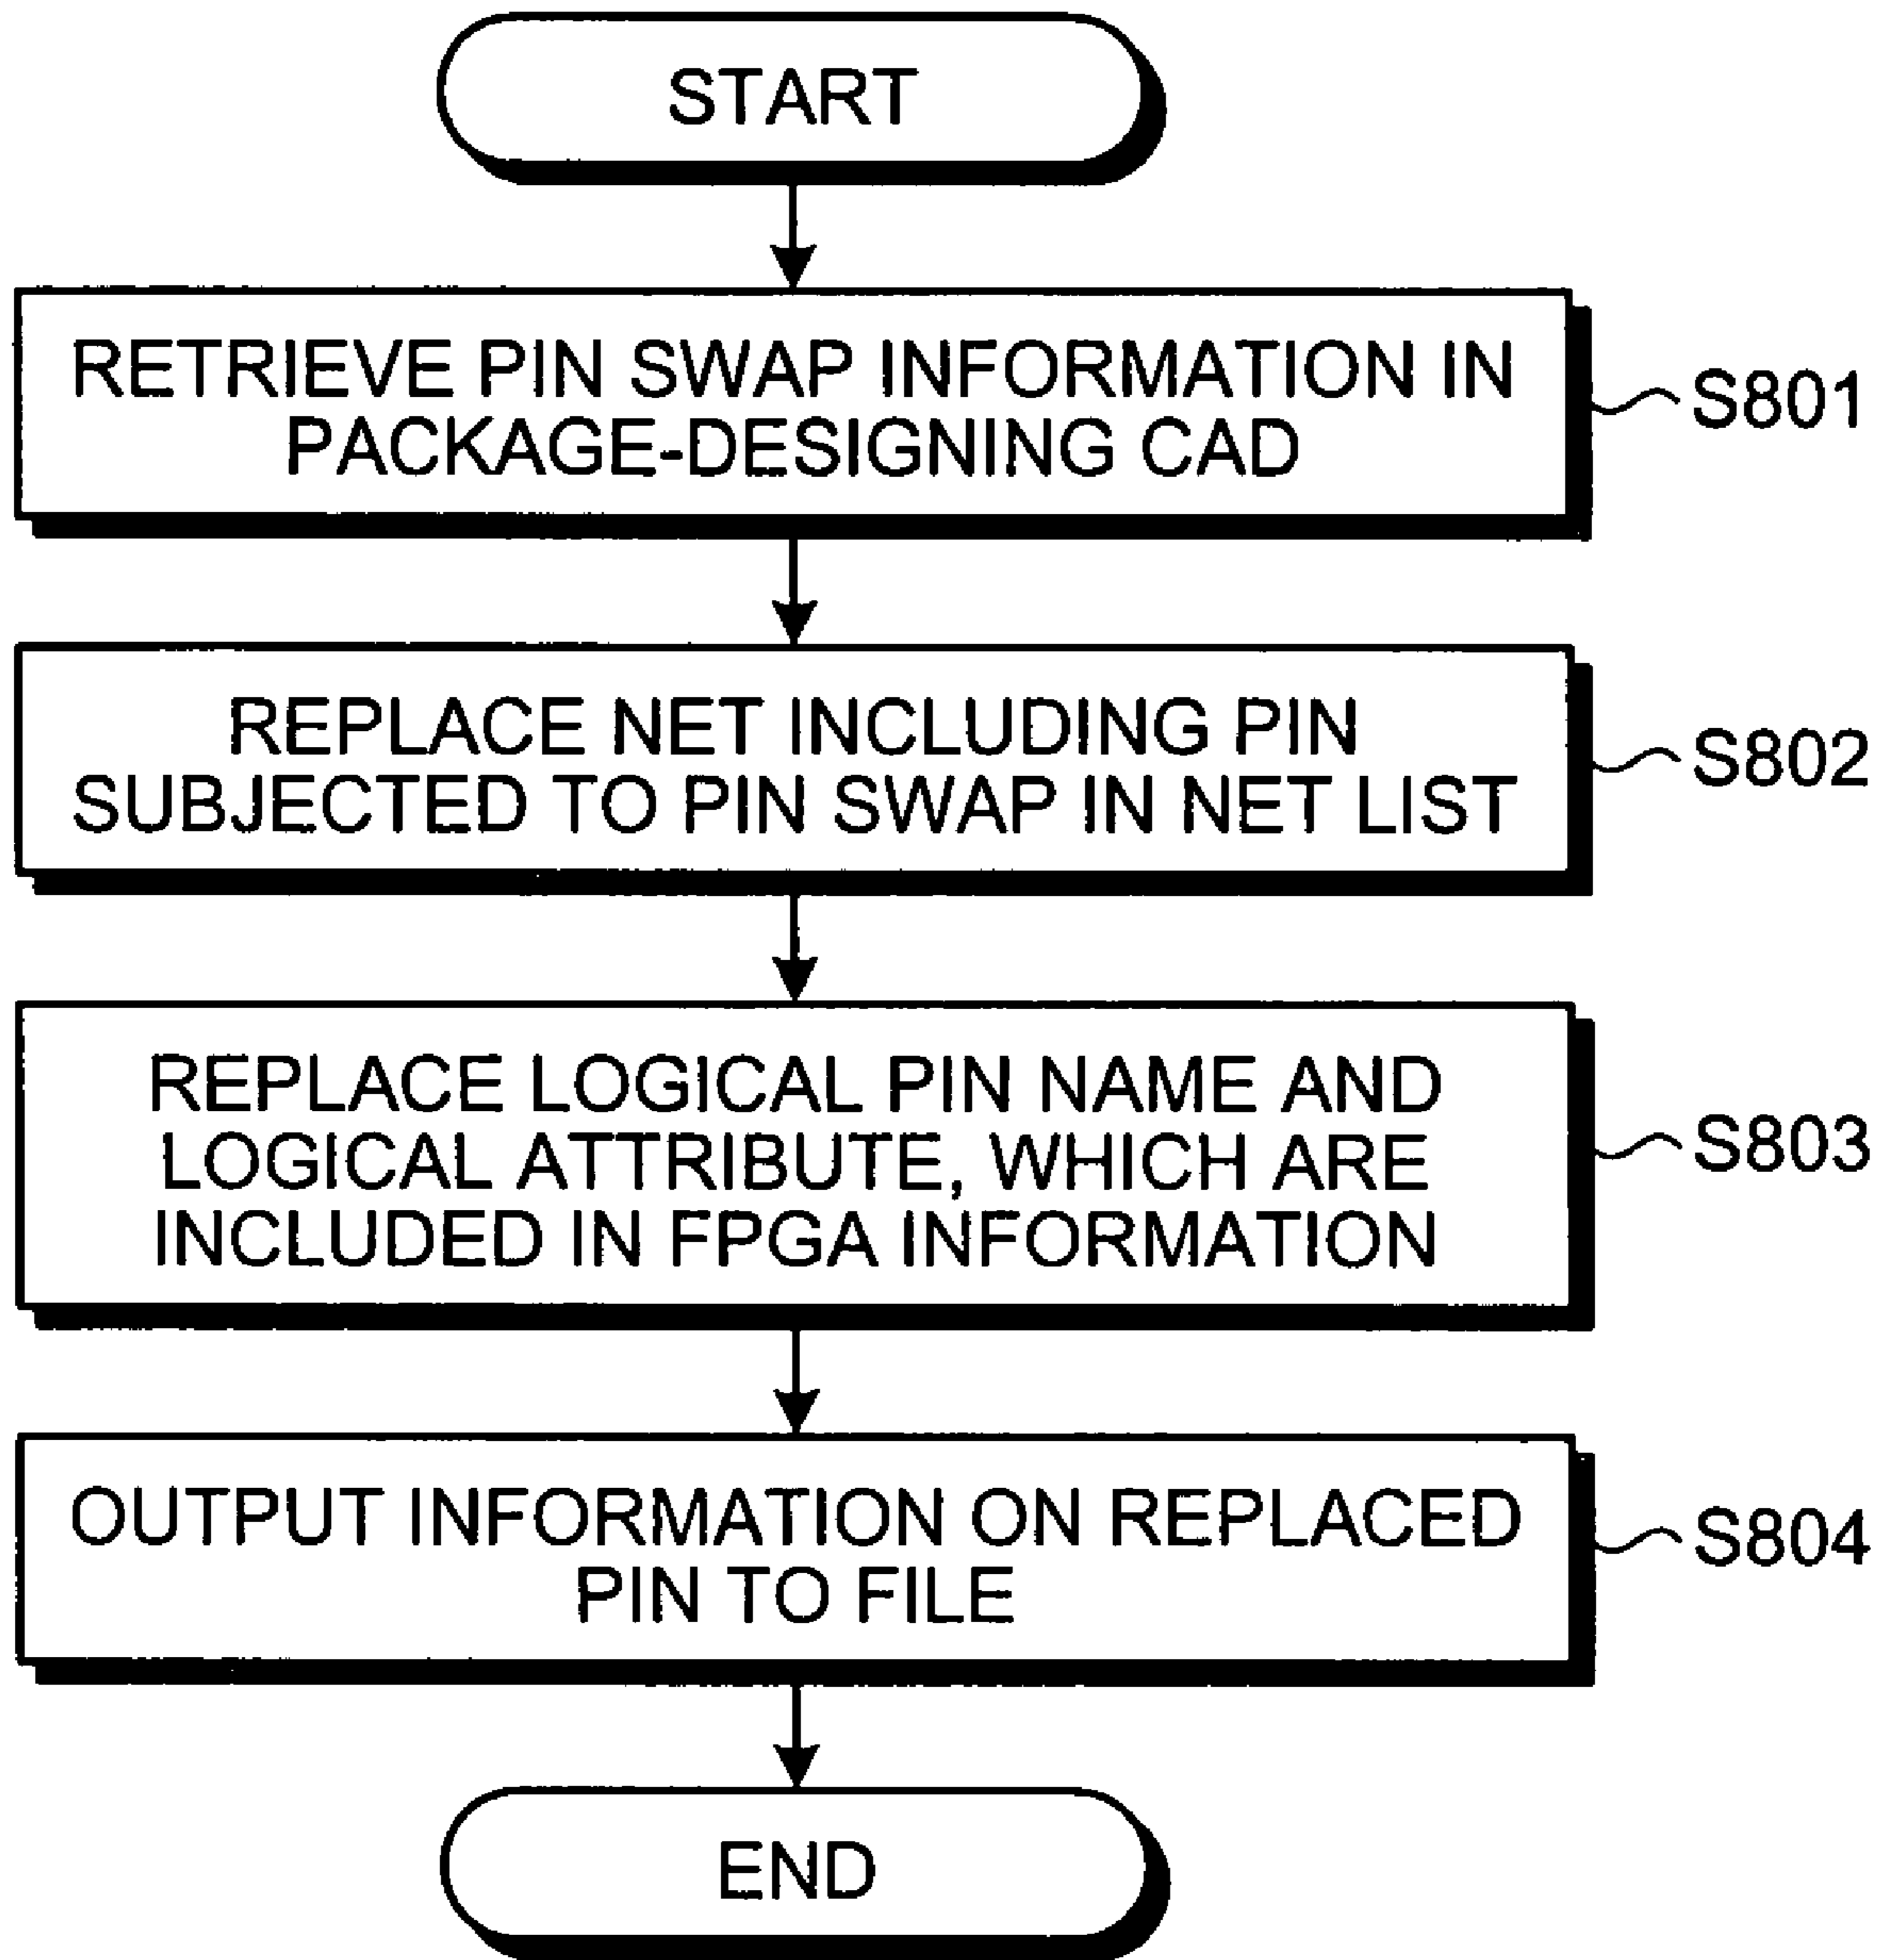 START
RETRIEVE PIN SWAP INFORMATION IN
PACKAGE-DESIGNING CAD
S801
REPLACE NET INCLUDING PIN
SUBJECTED TO PIN SWAP IN NET LIST
S802
REPLACE LOGICAL PIN NAME AND
LOGICAL ATTRIBUTE, WHICH ARE
INCLUDED IN FPGA INFORMATION
S803
OUTPUT INFORMATION ON REPLACED
PIN TO FILE
S804
END